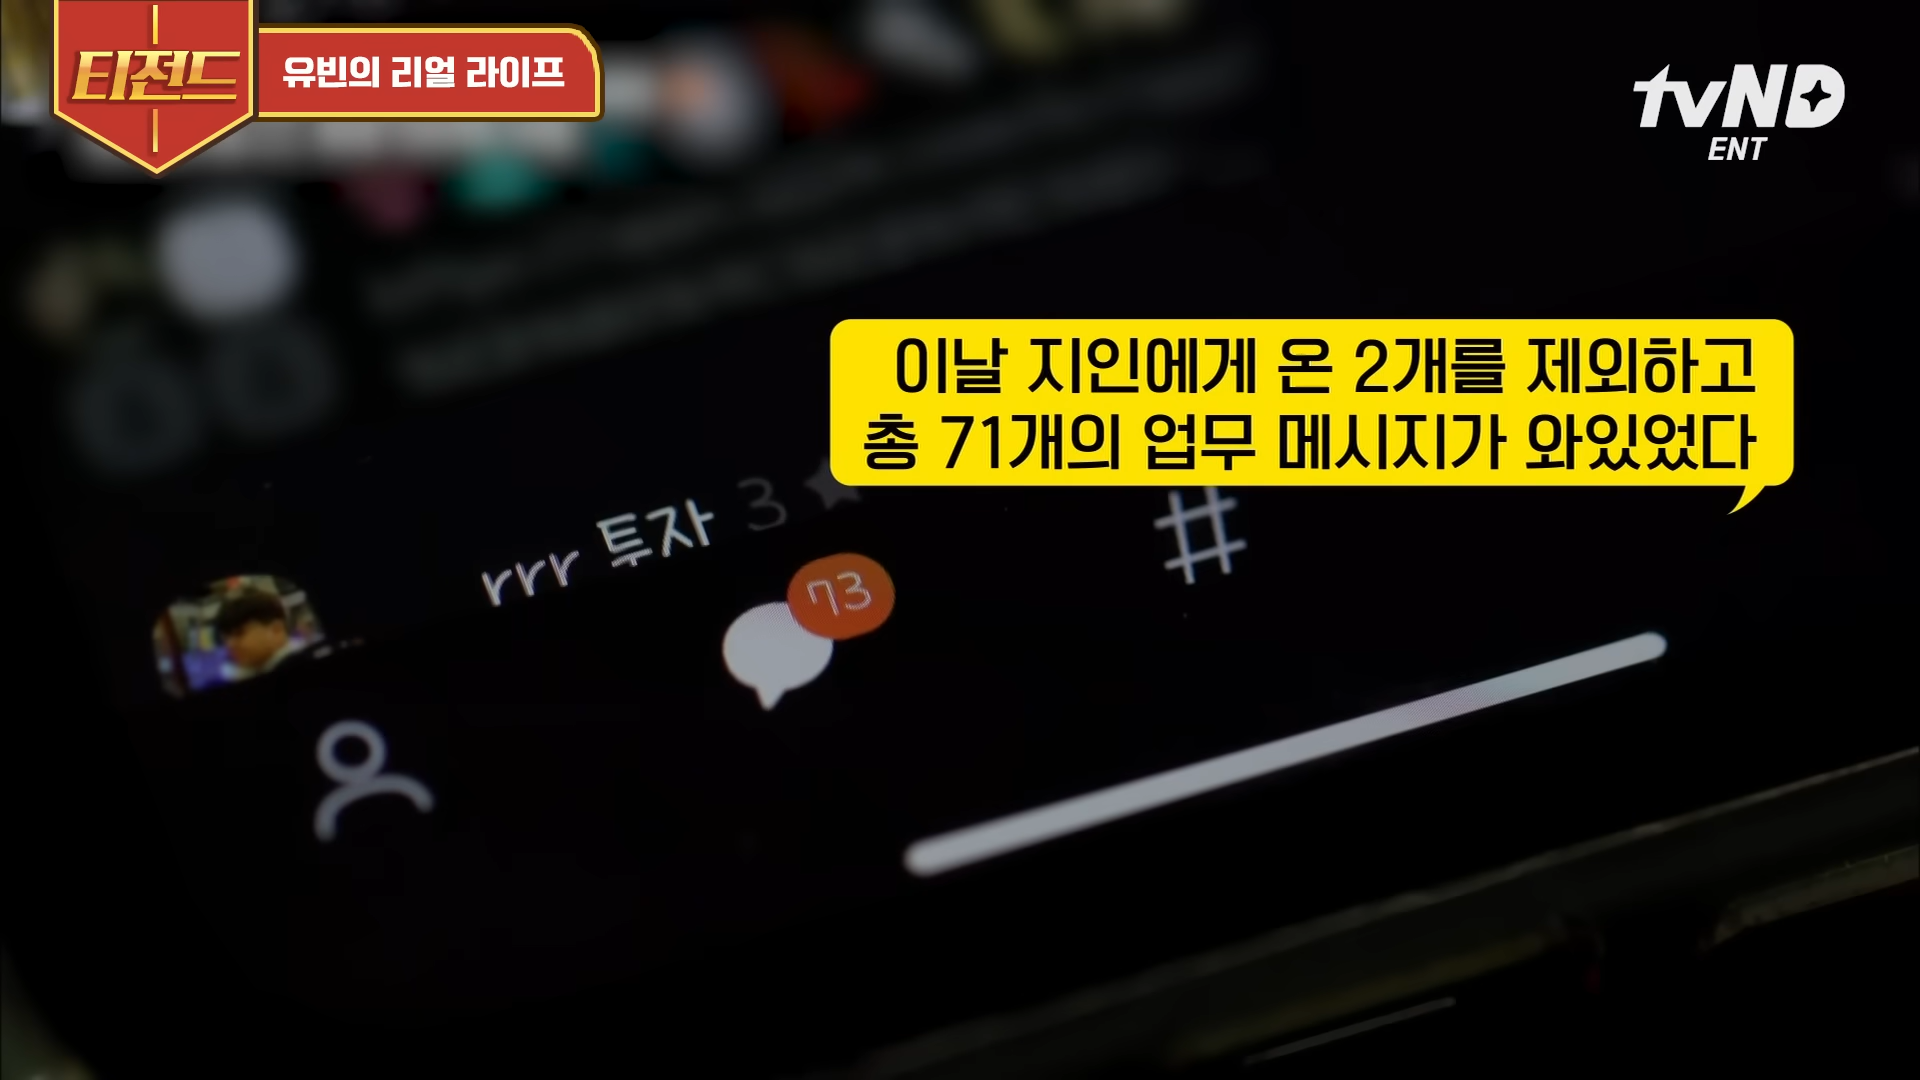 티전드
유빈의 리얼 라이프
tvND
ENT
이날 지인에게 온 2개를 제외하고
총 71개의 업무 메시지가 와있었다
rrr 투자 3
73